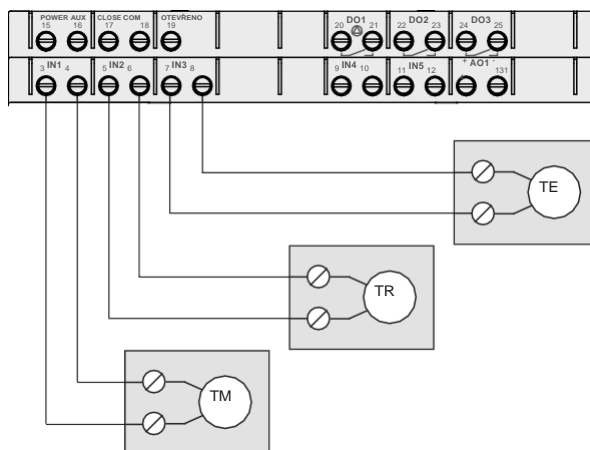 POWER AUX CLOSE COM OTEVŘENO DO1 DO2 DO3
15 16 17 18 19 20 21 22 23 24 25
IN1 IN2 IN3 IN4 IN5 + AO1 -
3 4 5 6 7 8 9 10 11 12 131
TE
TR
TM